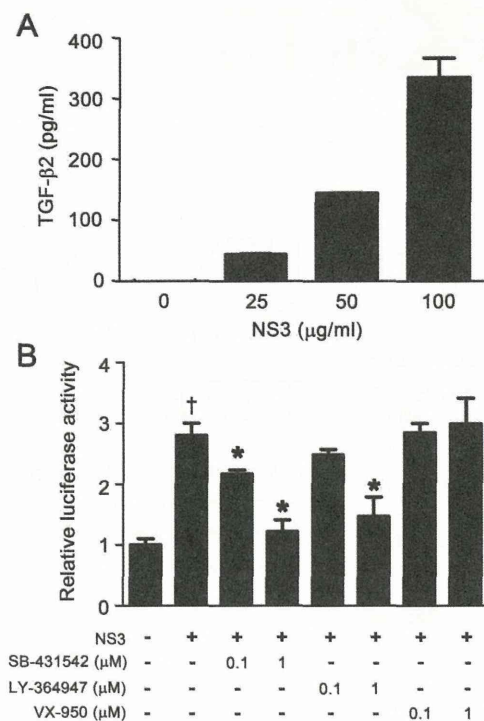 A
TGF-β2 (pg/ml)
400
300
200
100
0
0 25 50 100
NS3 (μg/ml)
B
Relative luciferase activity
4
3
2
1
0
† * * *
NS3 - + + + + + + +
SB-431542 (μM) - - 0.1 1 - - - -
LY-364947 (μM) - - - - 0.1 1 - -
VX-950 (μM) - - - - - - 0.1 1